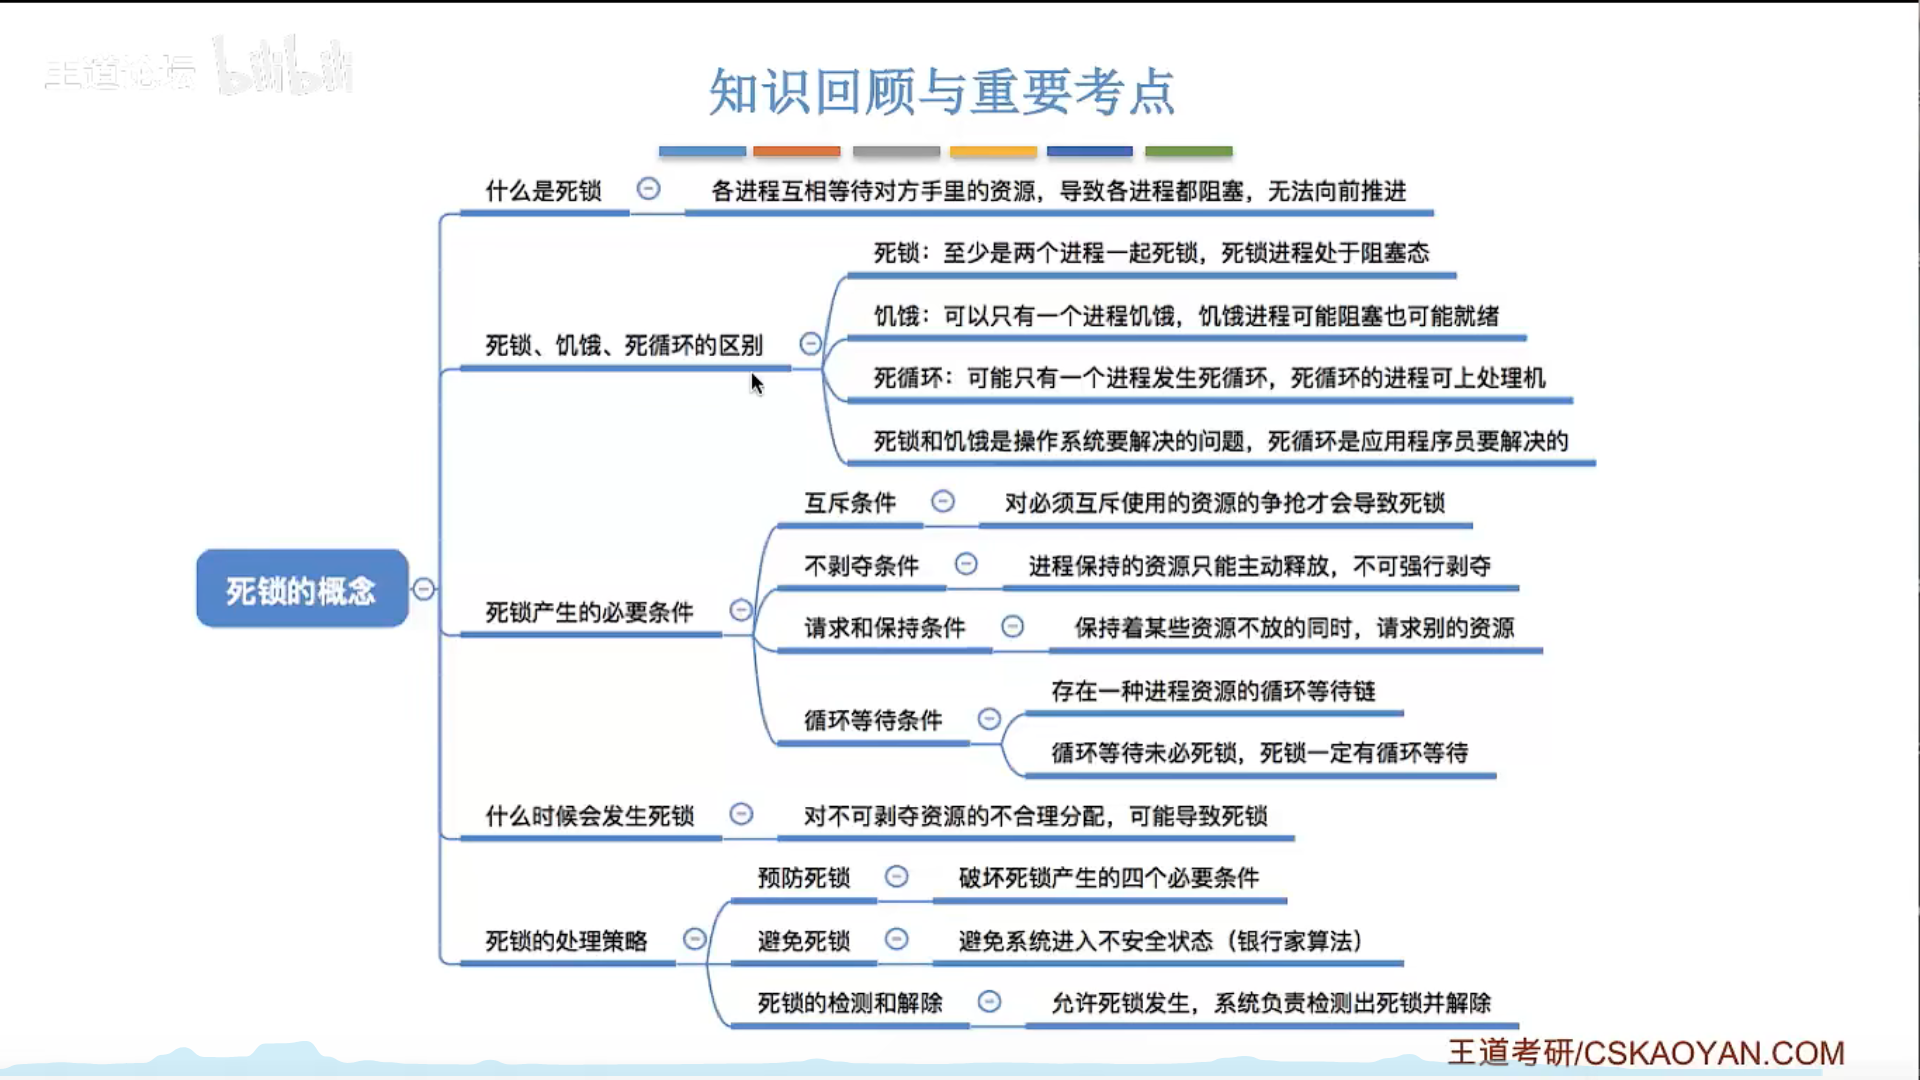 王道论坛 bilibili
知识回顾与重要考点
什么是死锁
各进程互相等待对方手里的资源，导致各进程都阻塞，无法向前推进
死锁、饥饿、死循环的区别
死锁：至少是两个进程一起死锁，死锁进程处于阻塞态
饥饿：可以只有一个进程饥饿，饥饿进程可能阻塞也可能就绪
死循环：可能只有一个进程发生死循环，死循环的进程可上处理机
死锁和饥饿是操作系统要解决的问题，死循环是应用程序员要解决的
死锁的概念
死锁产生的必要条件
互斥条件
对必须互斥使用的资源的争抢才会导致死锁
不剥夺条件
进程保持的资源只能主动释放，不可强行剥夺
请求和保持条件
保持着某些资源不放的同时，请求别的资源
循环等待条件
存在一种进程资源的循环等待链
循环等待未必死锁，死锁一定有循环等待
什么时候会发生死锁
对不可剥夺资源的不合理分配，可能导致死锁
死锁的处理策略
预防死锁
破坏死锁产生的四个必要条件
避免死锁
避免系统进入不安全状态（银行家算法）
死锁的检测和解除
允许死锁发生，系统负责检测出死锁并解除
王道考研/CSKAOYAN.COM